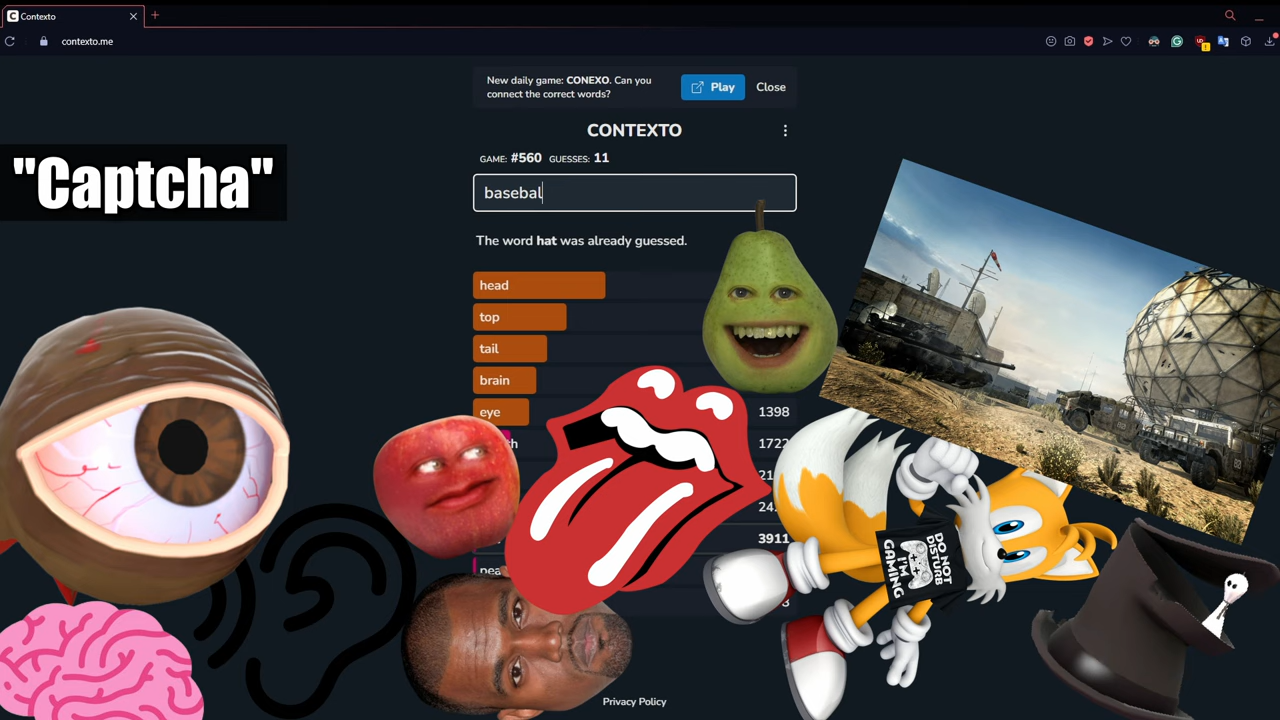 Contexto
contexto.me
New daily game: CONEXO. Can you
connect the correct words?
Play
Close
CONTEXTO
GAME: #560 GUESSES: 11
"Captcha"
basebal
The word hat was already guessed.
head
top
tail
brain
eye
1398
1722
3911
DO NOT
DISTURB
I'M
GAMING
Privacy Policy